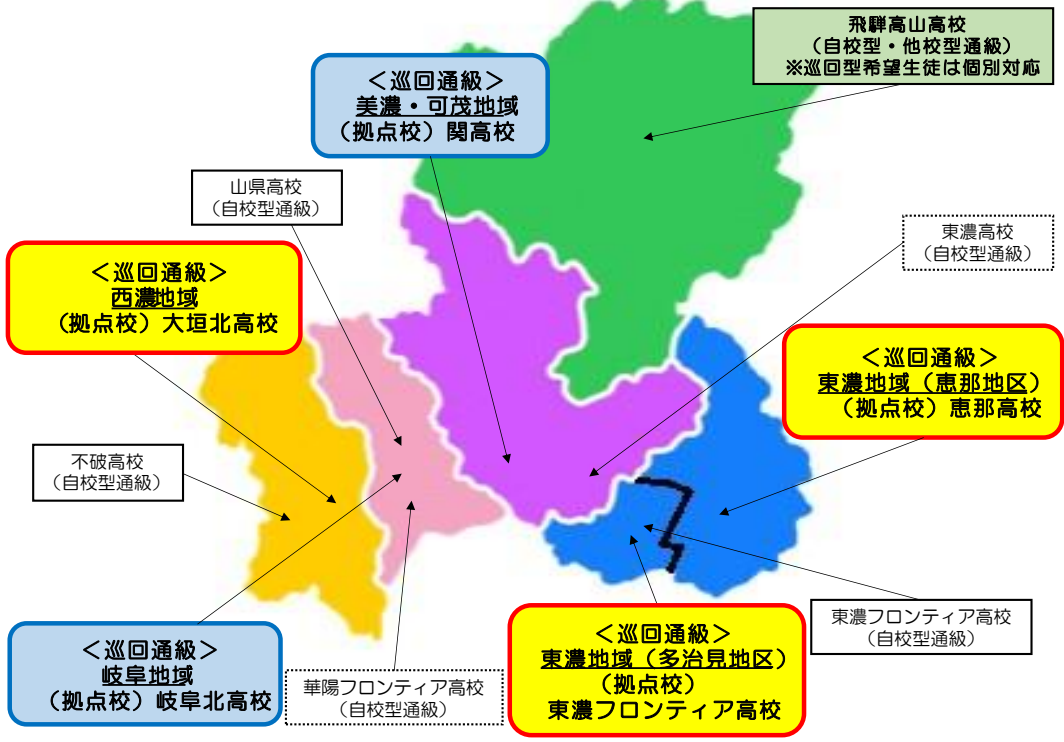 飛騨高山高校
（自校型・他校型通級）
※巡回型希望生徒は個別対応
＜巡回通級＞
美濃・可茂地域
（拠点校）関高校
山県高校
（自校型通級）
東濃高校
（自校型通級）
＜巡回通級＞
西濃地域
（拠点校）大垣北高校
＜巡回通級＞
東濃地域（恵那地区）
（拠点校）恵那高校
不破高校
（自校型通級）
＜巡回通級＞
岐阜地域
（拠点校）岐阜北高校
華陽フロンティア高校
（自校型通級）
＜巡回通級＞
東濃地域（多治見地区）
（拠点校）
東濃フロンティア高校
東濃フロンティア高校
（自校型通級）